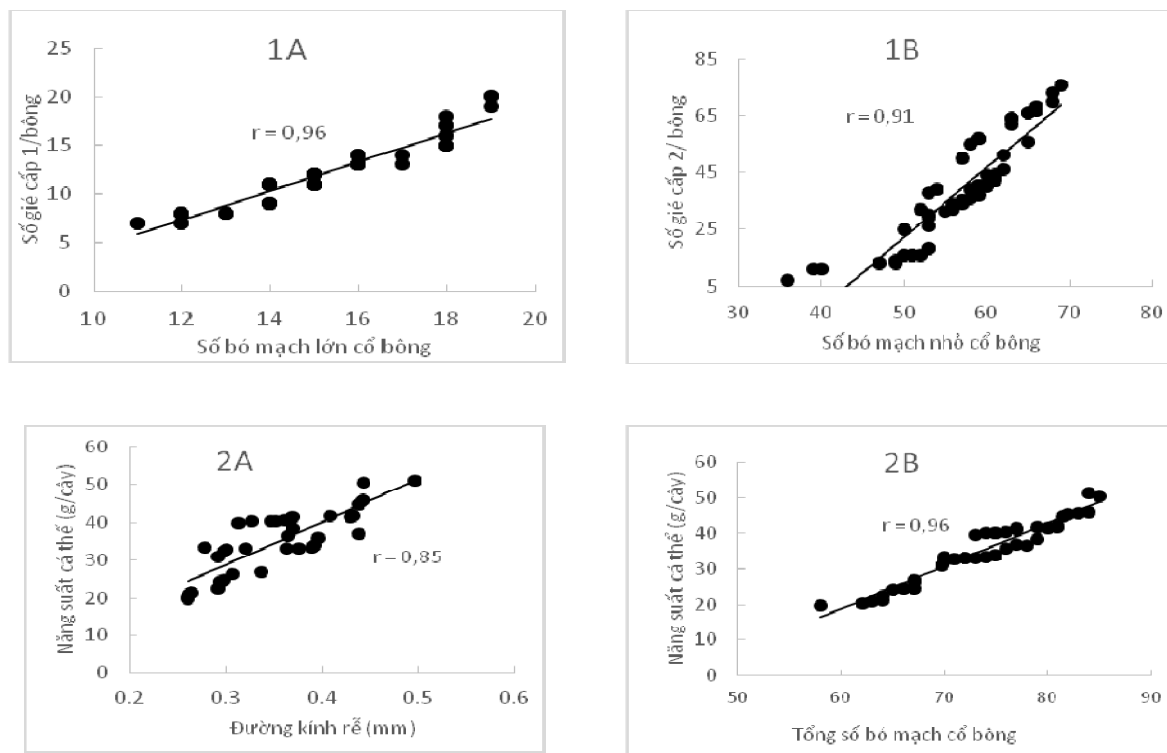 1A
Số gié cấp 1/bông
25
20
15
10
5
0
r = 0,96
10 12 14 16 18 20
Số bó mạch lớn cổ bông
1B
Số gié cấp 2/ bông
85
65
45
25
5
r = 0,91
30 40 50 60 70 80
Số bó mạch nhỏ cổ bông
2A
Năng suất cá thể (g/cây)
60
50
40
30
20
10
0
r – 0,85
0.2 0.3 0.4 0.5 0.6
Đường kính rễ (mm)
2B
Năng suất cá thể (g/cây)
60
50
40
30
20
10
0
r = 0,96
50 60 70 80 90
Tổng số bó mạch cổ bông